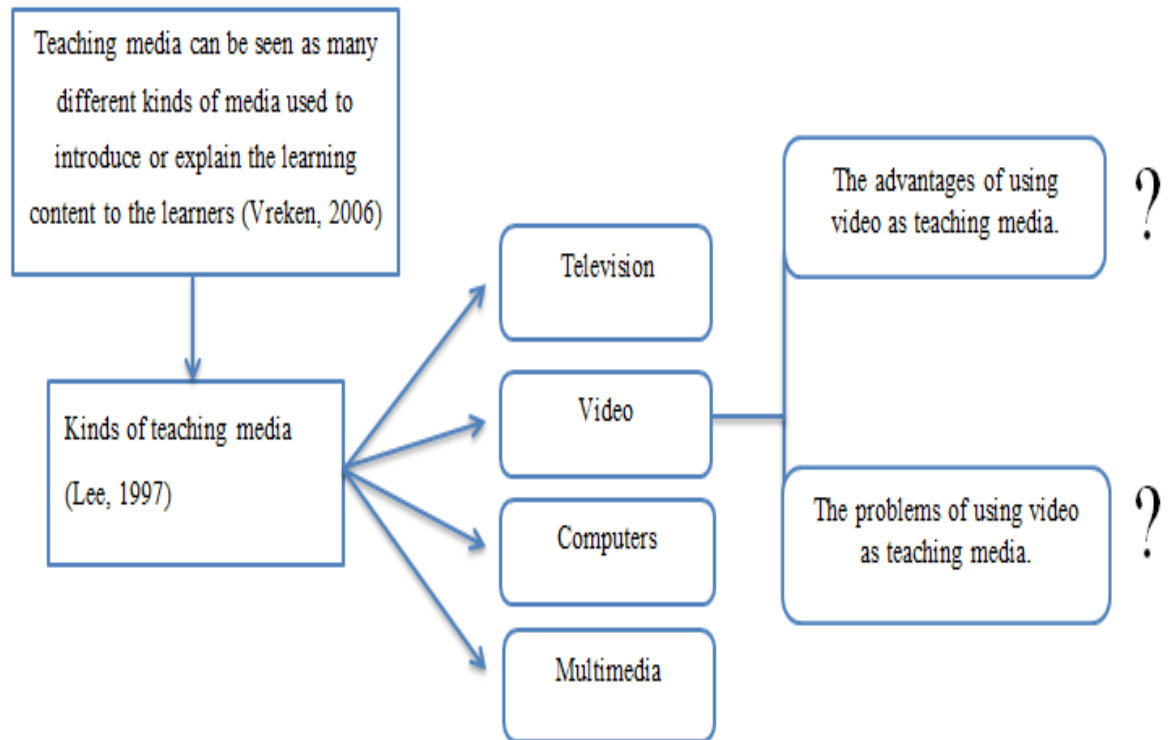 Teaching media can be seen as many
different kinds of media used to
introduce or explain the learning
content to the learners (Vreken, 2006)
Kinds of teaching media
(Lee, 1997)
Television
Video
Computers
Multimedia
The advantages of using
video as teaching media.
?
The problems of using video
as teaching media.
?